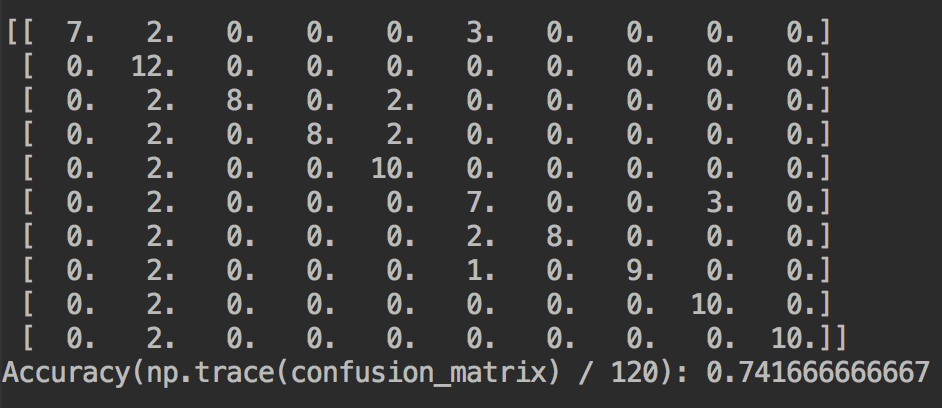 [[  7.   2.   0.   0.   0.   3.   0.   0.   0.   0.]
 [  0.  12.   0.   0.   0.   0.   0.   0.   0.   0.]
 [  0.   2.   8.   0.   2.   0.   0.   0.   0.   0.]
 [  0.   2.   0.   8.   2.   0.   0.   0.   0.   0.]
 [  0.   2.   0.   0.  10.   0.   0.   0.   0.   0.]
 [  0.   2.   0.   0.   0.   7.   0.   0.   3.   0.]
 [  0.   2.   0.   0.   0.   2.   8.   0.   0.   0.]
 [  0.   2.   0.   0.   0.   1.   0.   9.   0.   0.]
 [  0.   2.   0.   0.   0.   0.   0.   0.  10.   0.]
 [  0.   2.   0.   0.   0.   0.   0.   0.   0.  10.]]
Accuracy(np.trace(confusion_matrix) / 120): 0.741666666667